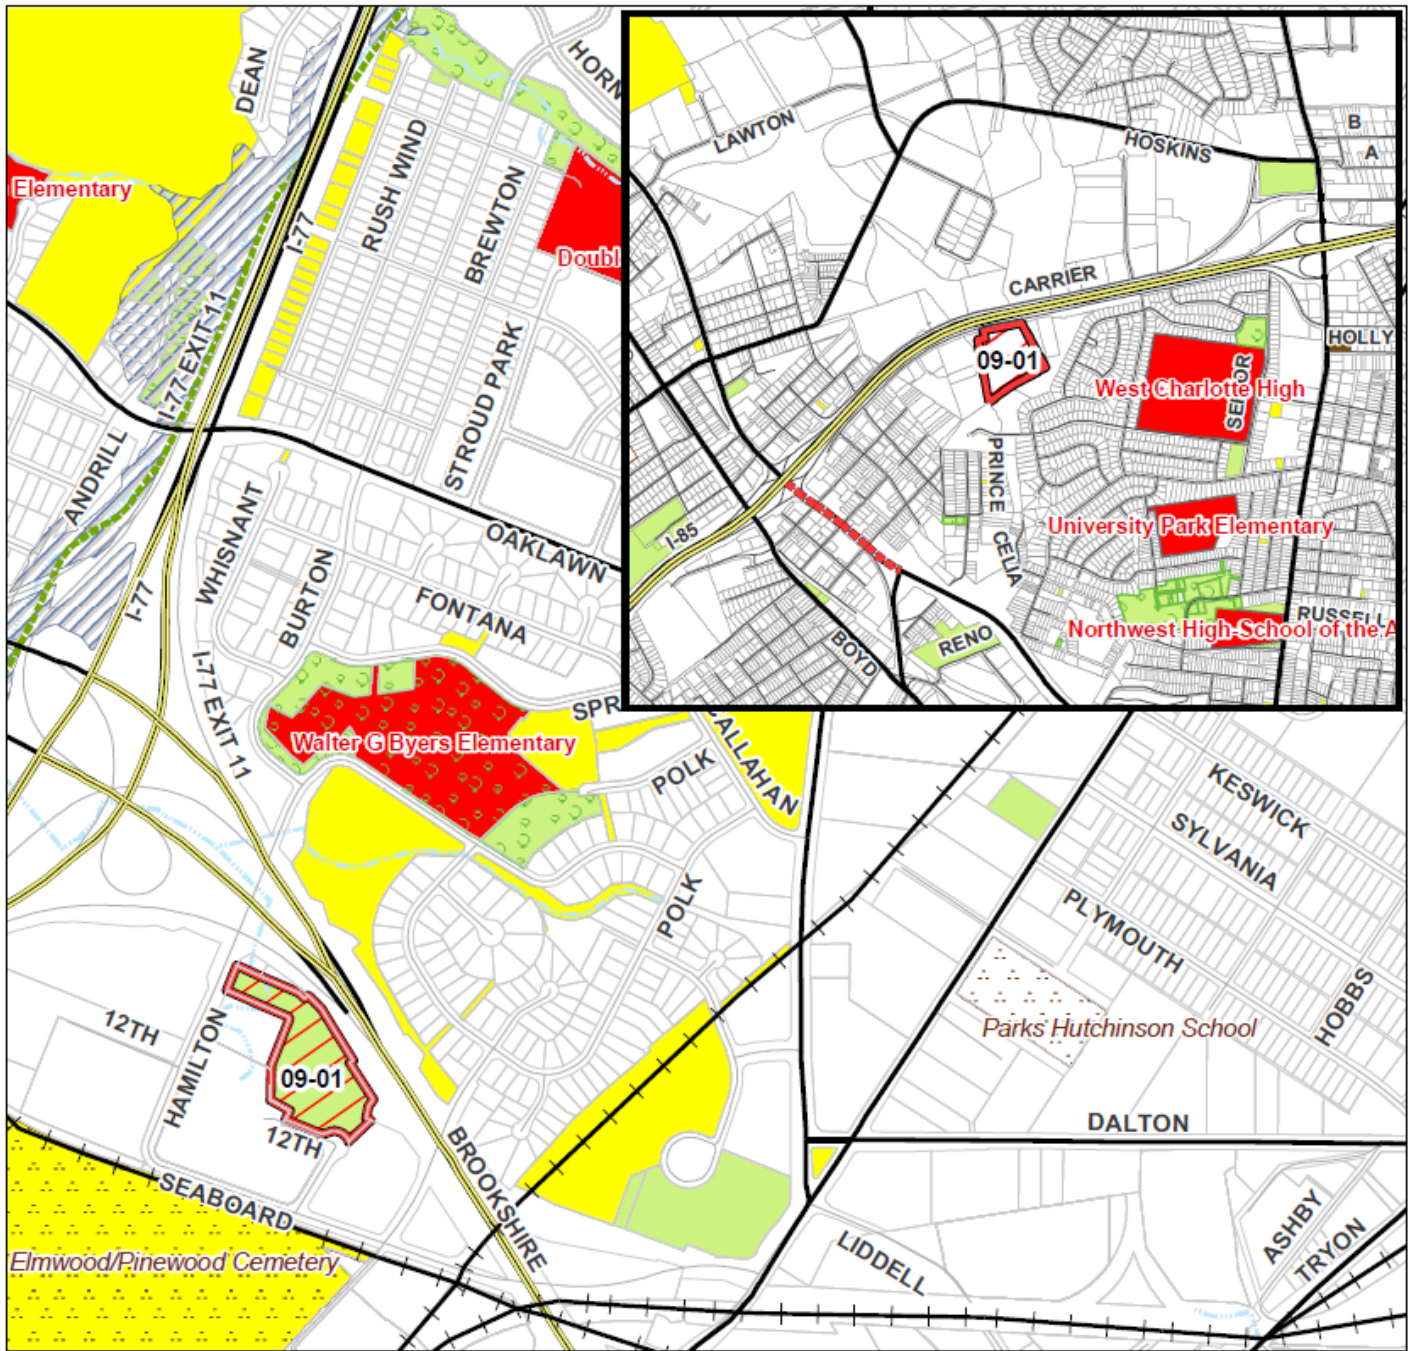 DEAN
HORN
Elementary
I-77
RUSH WIND
BREWTON
Doubl
I-77 EXIT 11
STROUD PARK
ANDRILL
WHISNANT
OAKLAWN
I-77
BURTON
FONTANA
I-77 EXIT 11
SPR
Walter G Byers Elementary
POLK
CALLAHAN
POLK
KESWICK
SYLVANIA
PLYMOUTH
HOBBS
Parks Hutchinson School
12TH
HAMILTON
09-01
12TH
DALTON
BROOKSHIRE
SEABOARD
Elmwood/Pinewood Cemetery
LIDDELL
ASHBY
TRYON
LAWTON
HOSKINS
B
A
CARRIER
09-01
HOLLY
SENIOR
West Charlotte High
PRINCE
I-85
University Park Elementary
CELIA
RUSSELL
Northwest High-School of the A
BOYD
RENO